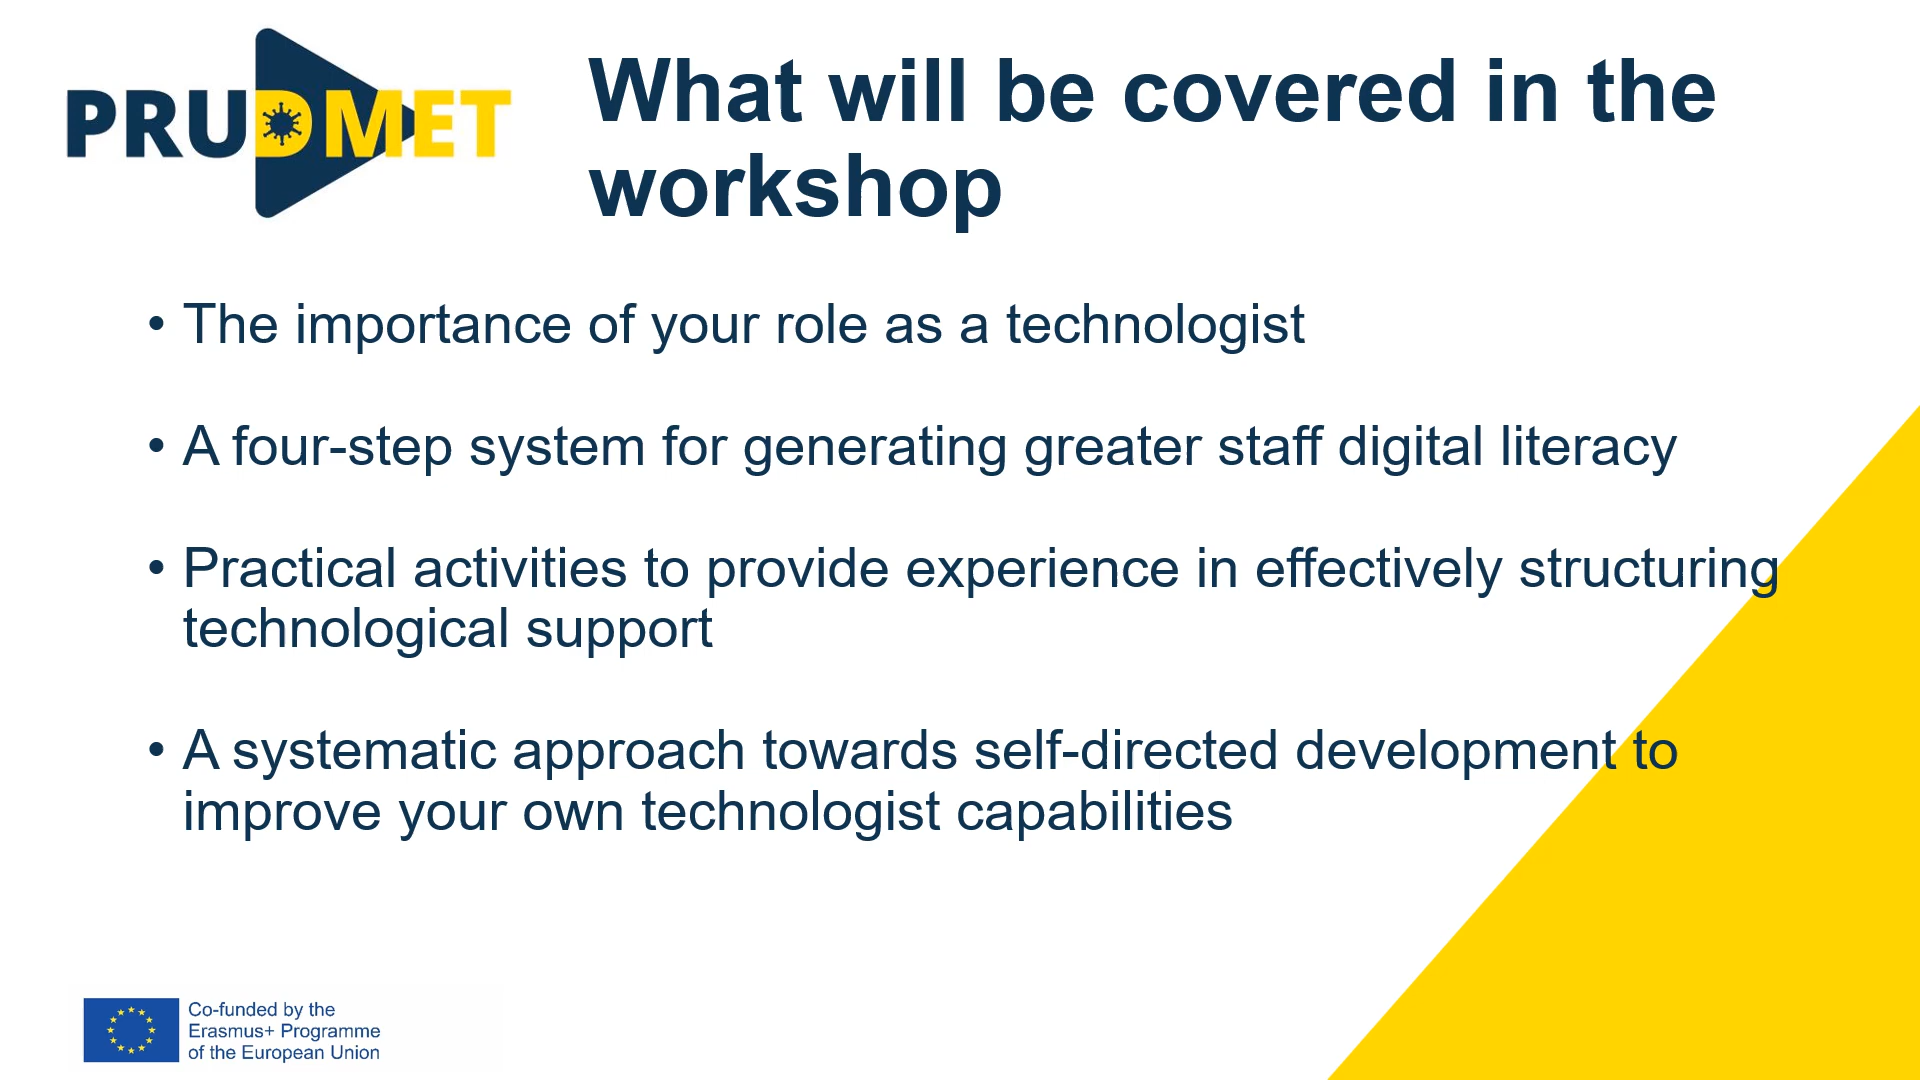 PRUDMET
What will be covered in the
workshop
• The importance of your role as a technologist
• A four-step system for generating greater staff digital literacy
• Practical activities to provide experience in effectively structuring
technological support
• A systematic approach towards self-directed development to
improve your own technologist capabilities
Co-funded by the
Erasmus+ Programme
of the European Union